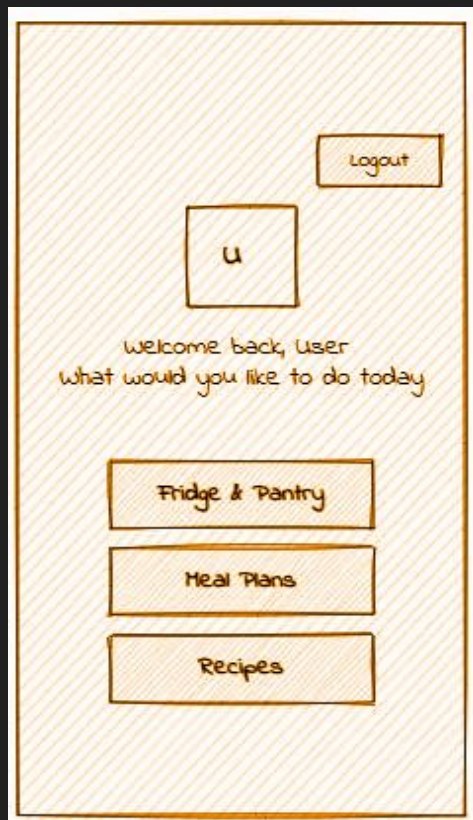 Logout
U
Welcome back, User
What would you like to do today
Fridge & Pantry
Meal Plans
Recipes